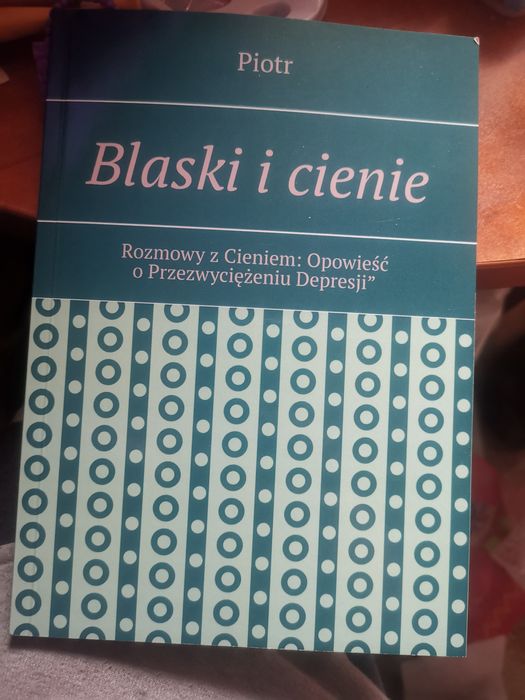 Piotr
Blaski i cienie
Rozmowy z Cieniem: Opowieść
o Przezwyciężeniu Depresji”